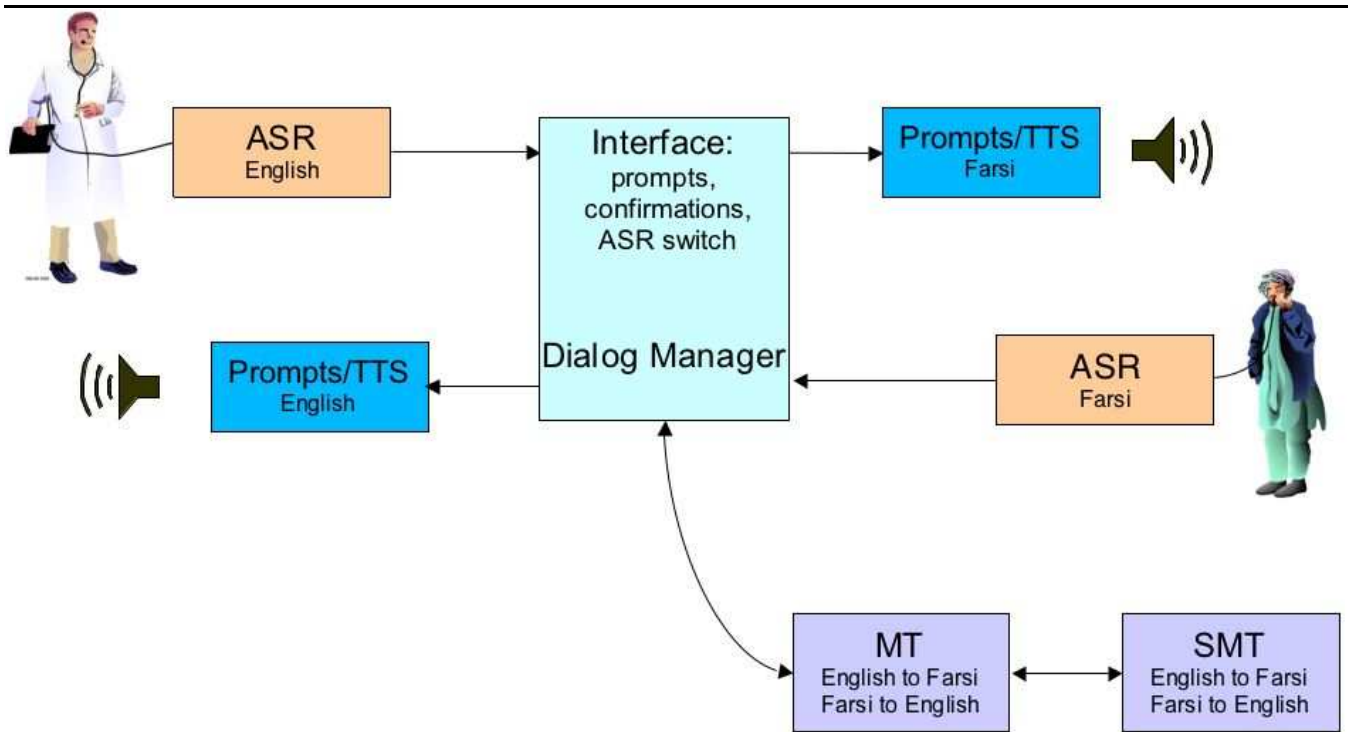 ASR
English
Interface:
prompts,
confirmations,
ASR switch
Dialog Manager
Prompts/TTS
Farsi
Prompts/TTS
English
ASR
Farsi
MT
English to Farsi
Farsi to English
SMT
English to Farsi
Farsi to English